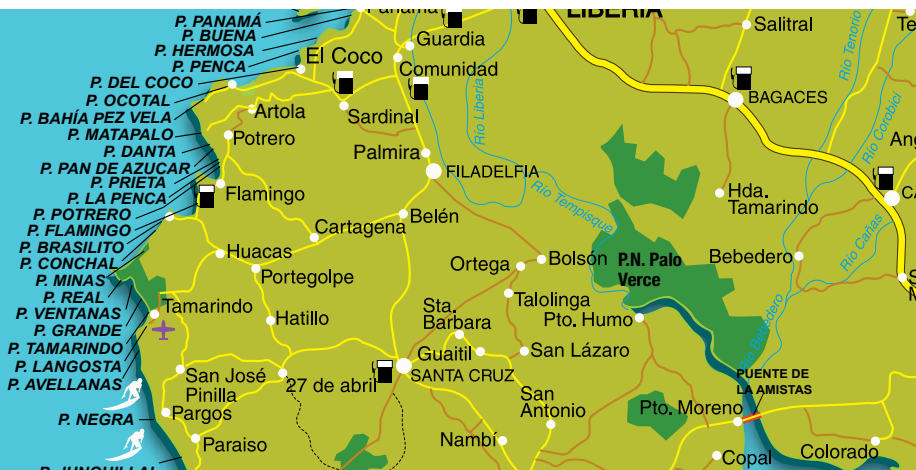 P. PANAMÁ
P. BUENA
P. HERMOSA
P. PENCA
P. DEL COCO
P. OCOTAL
P. BAHÍA PEZ VELA
P. MATAPALO
P. DANTA
P. PAN DE AZUCAR
P. PRIETA
P. LA PENCA
P. POTRERO
P. FLAMINGO
P. BRASILITO
P. CONCHAL
P. MINAS
P. REAL
P. VENTANAS
P. GRANDE
P. TAMARINDO
P. LANGOSTA
P. AVELLANAS
P. NEGRA
P. JUNQUILLAL
Panamá
LIBERIA
Salitral
Te
Guardia
El Coco
Comunidad
Río Liberia
Río Tenorio
BAGACES
Artola
Sardinal
Río Corobicí
Potrero
Ang
Palmira
FILADELFIA
Río Tempisque
Flamingo
Hda.
Tamarindo
CA
Belén
Cartagena
Río Cañas
Huacas
Portegolpe
Ortega
Bolsón
P.N. Palo
Verce
Bebedero
S
M
Tamarindo
Hatillo
Talolinga
Sta.
Barbara
Pto. Humo
Río Bebedero
Guaitil
San Lázaro
San José
Pinilla
27 de abril
SANTA CRUZ
PUENTE DE
LA AMISTAS
San
Antonio
Pto. Moreno
Pargos
Paraiso
Nambí
Copal
Colorado